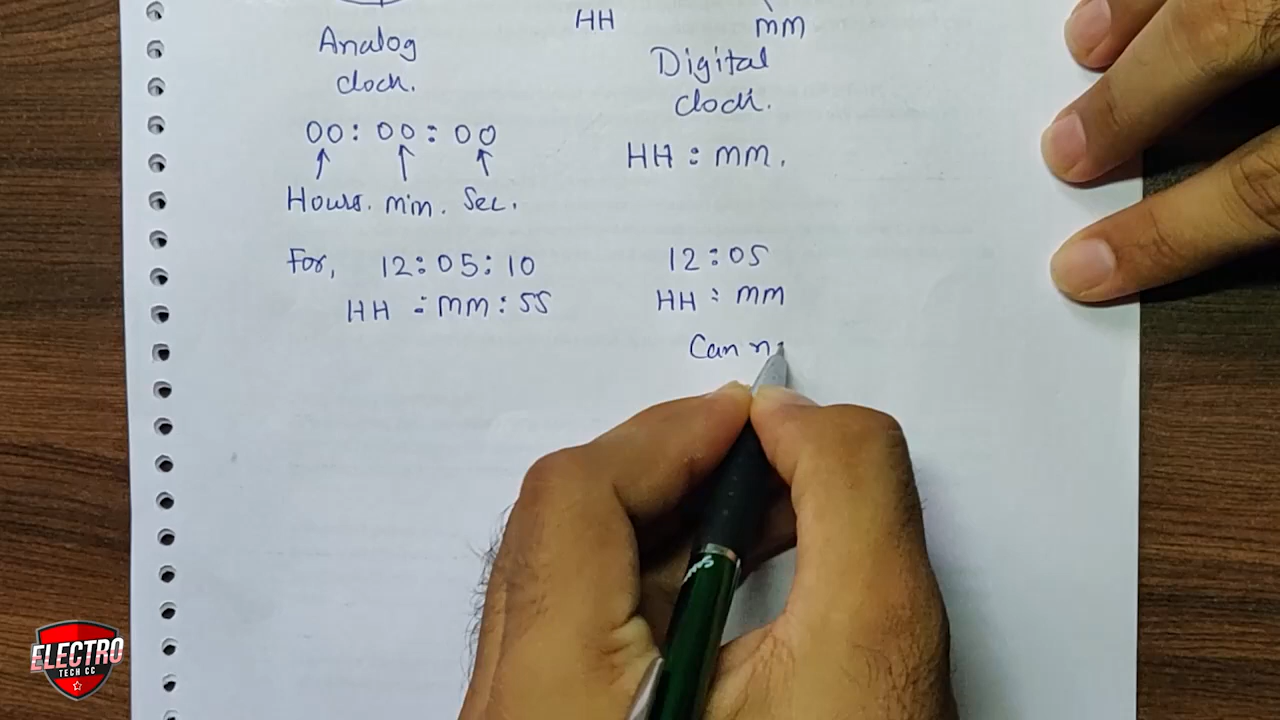 Analog
clock.
00:00:00
Hours. min. Sec.
For, 12:05:10
HH : mm : SS
HH mm
Digital
clock.
HH : mm.
12:05
HH : mm
Can n
ELECTRO
TECH CC